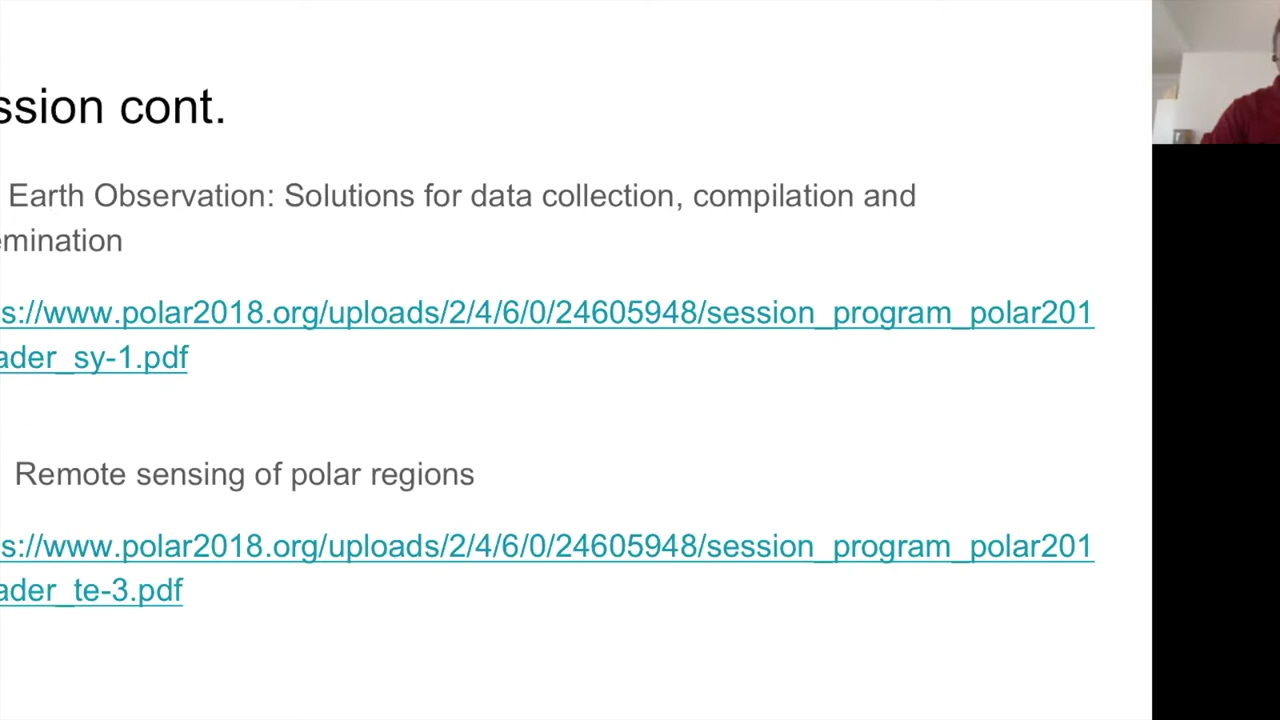 ssion cont.
Earth Observation: Solutions for data collection, compilation and
emination
s://www.polar2018.org/uploads/2/4/6/0/24605948/session_program_polar201
ader_sy-1.pdf
Remote sensing of polar regions
s://www.polar2018.org/uploads/2/4/6/0/24605948/session_program_polar201
ader_te-3.pdf